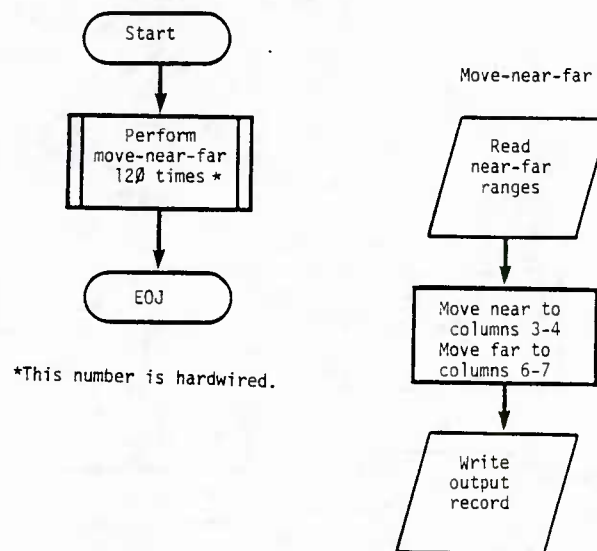 Start
Perform
move-near-far
12Ø times *
EOJ
*This number is hardwired.
Move-near-far
Read
near-far
ranges
Move near to
columns 3-4
Move far to
columns 6-7
Write
output
record